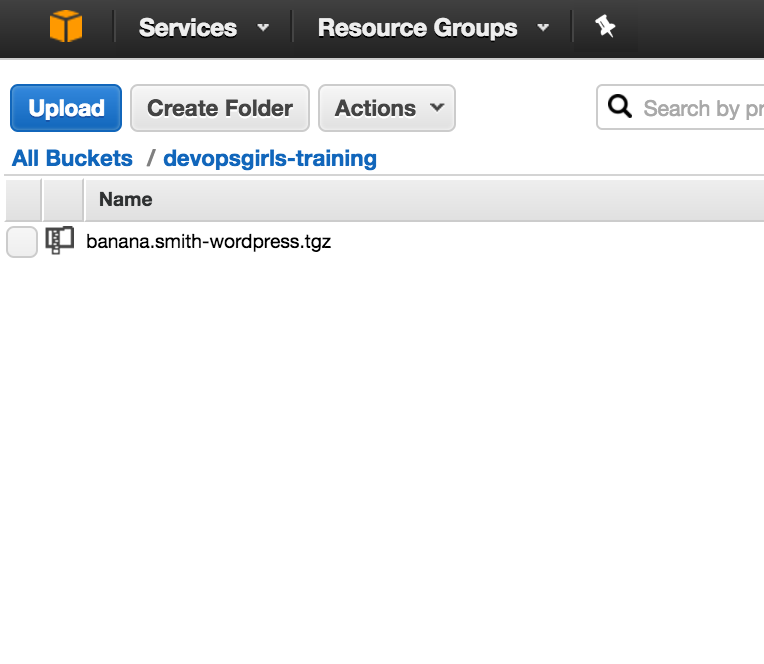 Services Resource Groups
Upload Create Folder Actions Search by pr
All Buckets / devopsgirls-training
Name
banana.smith-wordpress.tgz